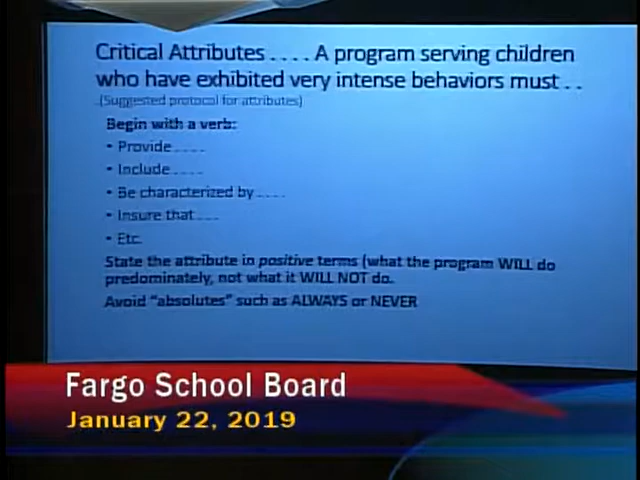 Critical Attributes . . . . A program serving children
who have exhibited very intense behaviors must . .
(Suggested protocol for attributes)
Begin with a verb:
• Provide . . . .
• Include . . . .
• Be characterized by . . . .
• Insure that . . .
• Etc.
State the attribute in positive terms (what the program WILL do
predominately, not what it WILL NOT do.
Avoid "absolutes" such as ALWAYS or NEVER
Fargo School Board
January 22, 2019